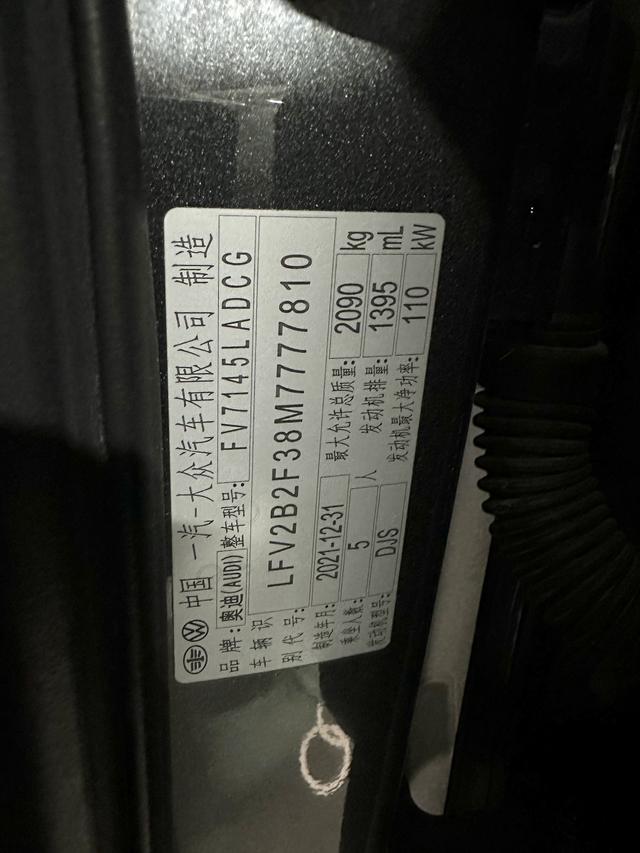 中国 一汽-大众汽车有限公司 制造
品牌: 奥迪(AUDI) 整车型号: FV7145LADCG
车辆识别代号: LFV2B2F38M7777810
制造年月: 2021-12-31 最大允许总质量: 2090 kg
乘坐人数: 5 人 发动机排量: 1395 mL
发动机型号: DJS 发动机最大净功率: 110 kW